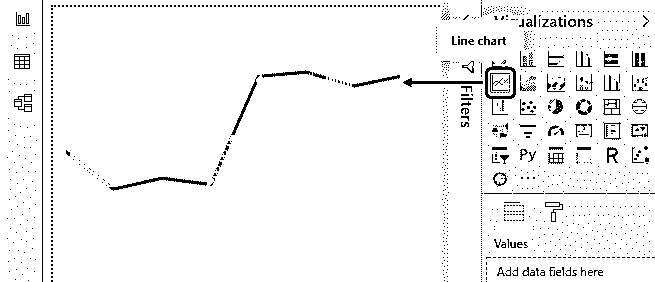 Visualizations
Line chart
Filters
Py
R
Values
Add data fields here